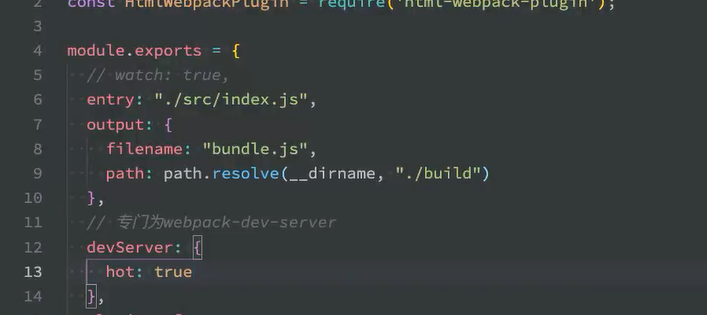 2 const HtmlWebpackPlugin = require('html-webpack-plugin');
3
4 module.exports = {
5 // watch: true,
6 entry: "./src/index.js",
7 output: {
8 filename: "bundle.js",
9 path: path.resolve(__dirname, "./build")
10 },
11 // 专门为webpack-dev-server
12 devServer: {
13 hot: true
14 },